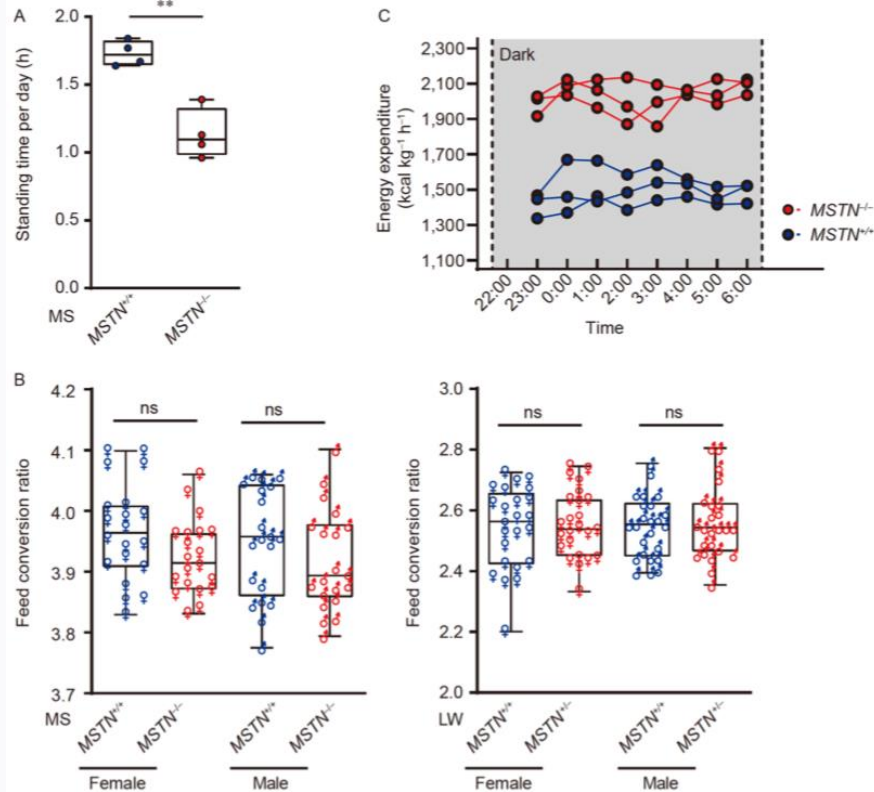 A
**
2.0
1.5
1.0
0.5
0.0
Standing time per day (h)
MS
MSTN+/+
MSTN–/–
C
Dark
2,300
2,100
1,900
1,700
1,500
1,300
1,100
Energy expenditure
(kcal kg⁻¹ h⁻¹)
22:00
23:00
0:00
1:00
2:00
3:00
4:00
5:00
6:00
Time
MSTN–/–
MSTN+/+
B
4.2
4.1
4.0
3.9
3.8
3.7
Feed conversion ratio
ns
ns
MS
MSTN+/+
MSTN–/–
MSTN+/+
MSTN–/–
Female
Male
3.0
2.8
2.6
2.4
2.2
2.0
Feed conversion ratio
ns
ns
LW
MSTN+/+
MSTN+/–
MSTN+/+
MSTN+/–
Female
Male